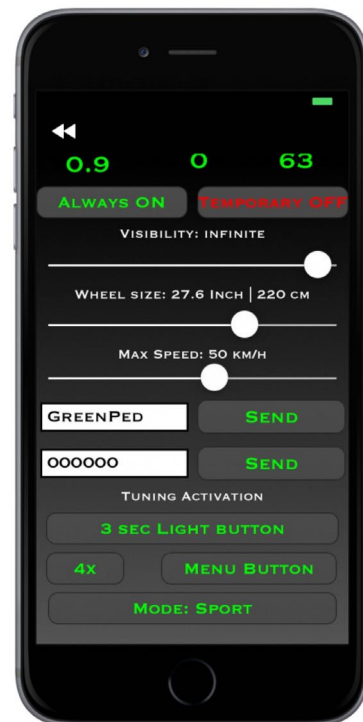 0.9 0 63
Always ON Temporary OFF
Visibility: infinite
Wheel size: 27.6 Inch | 220 cm
Max Speed: 50 km/h
GreenPed Send
000000 Send
Tuning Activation
3 sec Light button
4x Menu Button
Mode: Sport